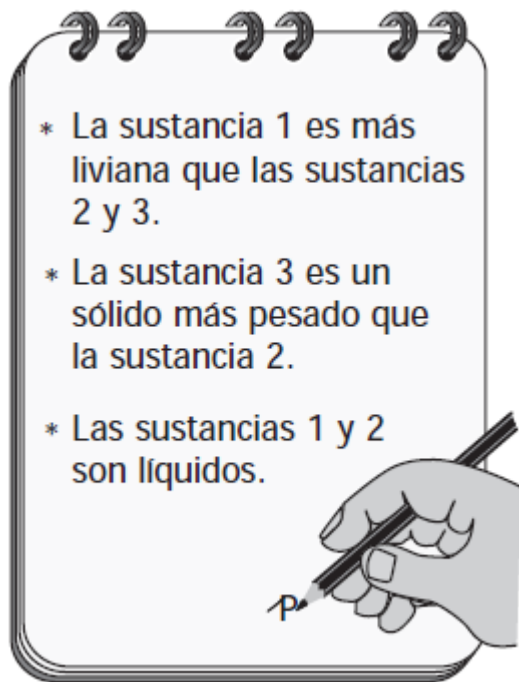 * La sustancia 1 es más
liviana que las sustancias
2 y 3.
* La sustancia 3 es un
sólido más pesado que
la sustancia 2.
* Las sustancias 1 y 2
son líquidos.
P